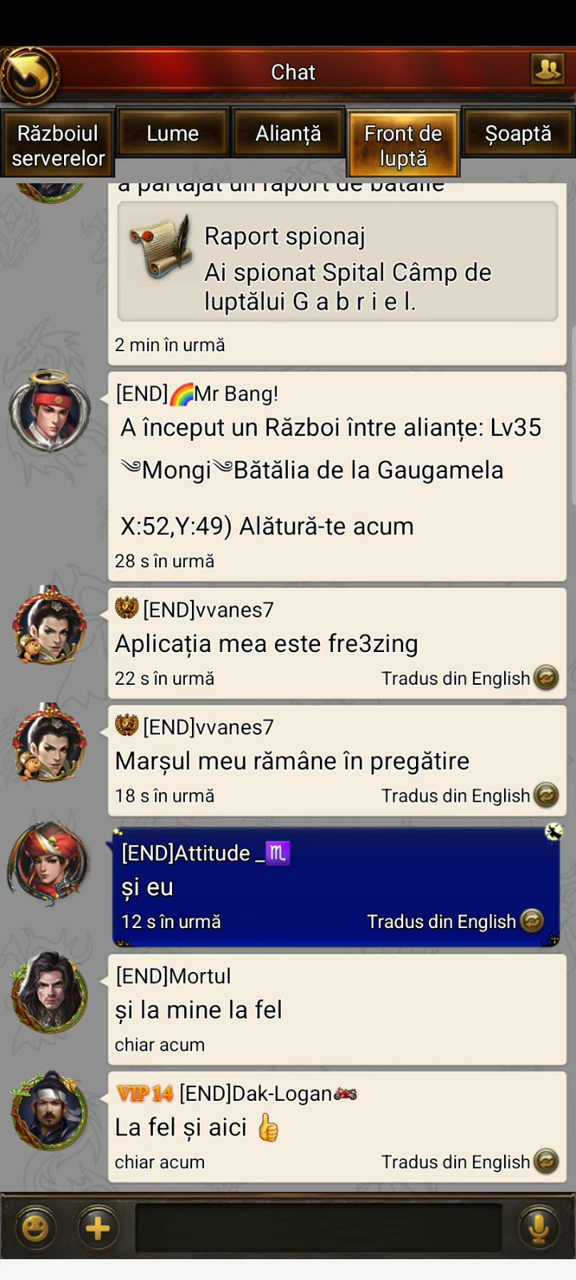 Chat
Războiul
serverelor
Lume
Alianță
Front de
luptă
Șoaptă
a partajat un raport de bătălie
Raport spionaj
Ai spionat Spital Câmp de
luptălui G a b r i e l.
2 min în urmă
[END]🌈Mr Bang!
A început un Război între alianțe: Lv35
༄Mongi༄Bătălia de la Gaugamela
X:52,Y:49) Alătură-te acum
28 s în urmă
[END]vvanes7
Aplicația mea este fre3zing
22 s în urmă Tradus din English
[END]vvanes7
Marșul meu rămâne în pregătire
18 s în urmă Tradus din English
[END]Attitude _♏
și eu
12 s în urmă Tradus din English
[END]Mortul
și la mine la fel
chiar acum
VIP 14 [END]Dak-Logan🏍
La fel și aici 👍
chiar acum Tradus din English